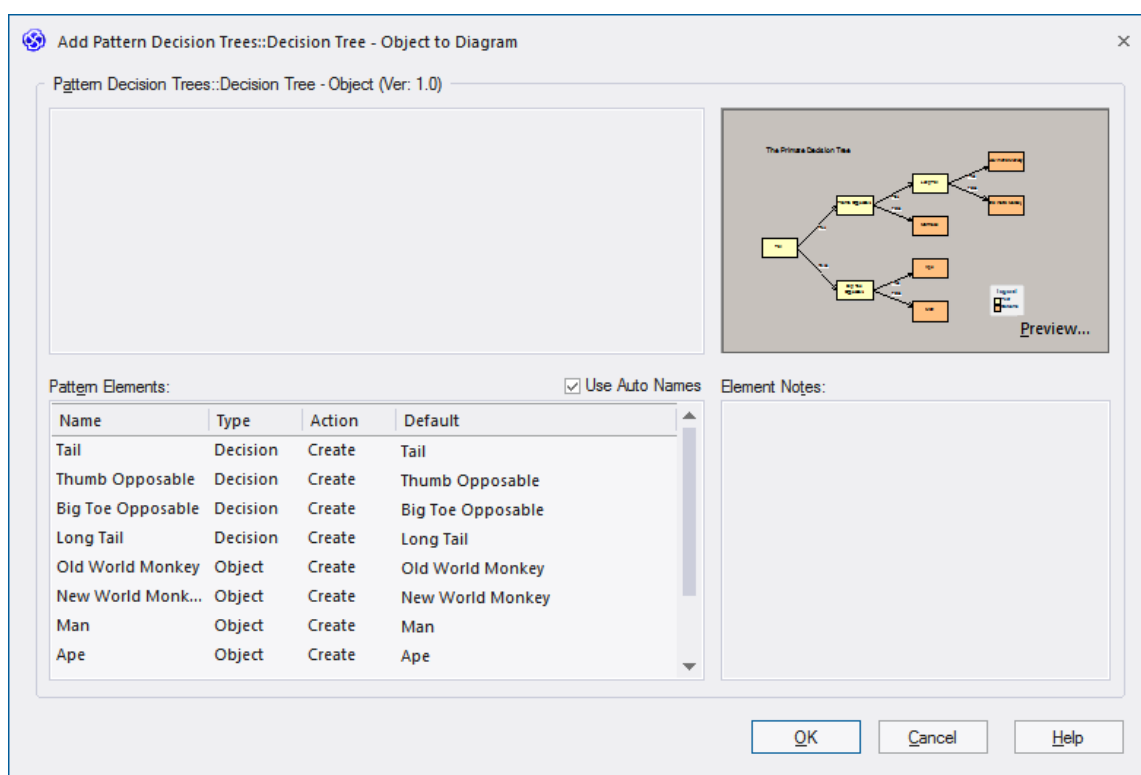 Add Pattern Decision Trees::Decision Tree - Object to Diagram
Pattern Decision Trees::Decision Tree - Object (Ver: 1.0)
The Primate Decision Tree
Preview...
Pattern Elements:
Use Auto Names
Element Notes:
Name Type Action Default
Tail Decision Create Tail
Thumb Opposable Decision Create Thumb Opposable
Big Toe Opposable Decision Create Big Toe Opposable
Long Tail Decision Create Long Tail
Old World Monkey Object Create Old World Monkey
New World Monk... Object Create New World Monkey
Man Object Create Man
Ape Object Create Ape
OK Cancel Help